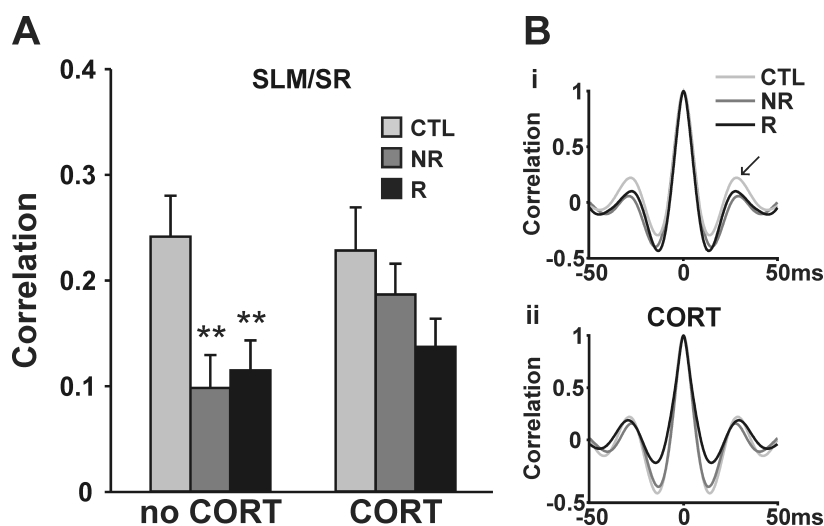 A
SLM/SR
CTL
NR
R
Correlation
0.4
0.3
0.2
0.1
0
** **
no CORT CORT
B
i
CTL
NR
R
Correlation
1
0.5
0
-0.5
-50 0 50ms
ii
CORT
Correlation
1
0.5
0
-0.5
-50 0 50ms